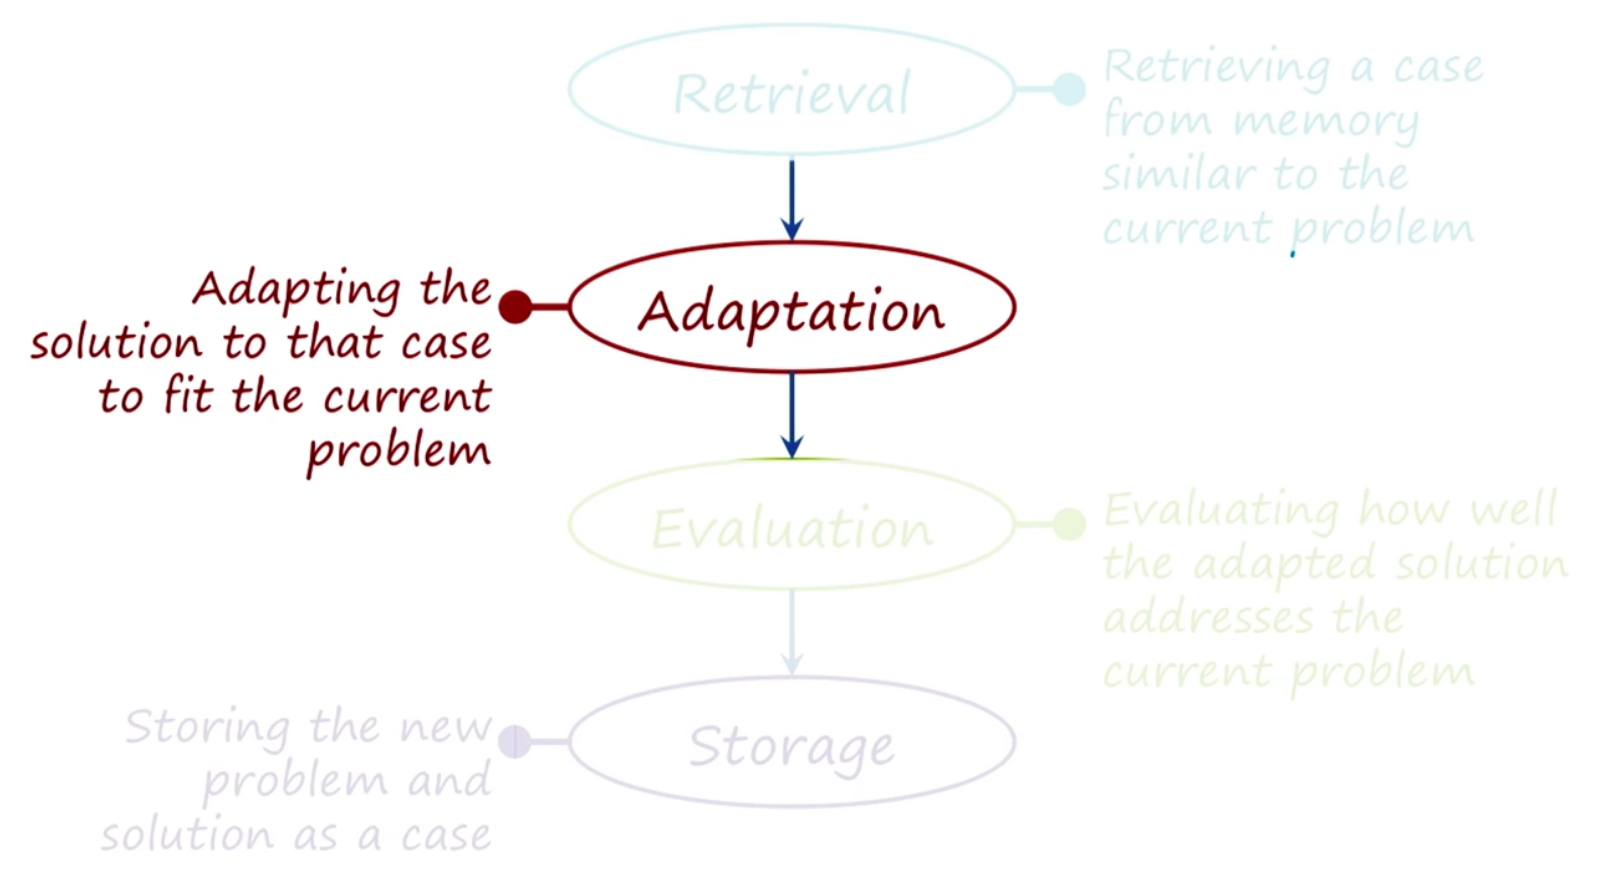 Retrieval
Retrieving a case
from memory
similar to the
current problem
Adaptation
Adapting the
solution to that case
to fit the current
problem
Evaluation
Evaluating how well
the adapted solution
addresses the
current problem
Storage
Storing the new
problem and
solution as a case